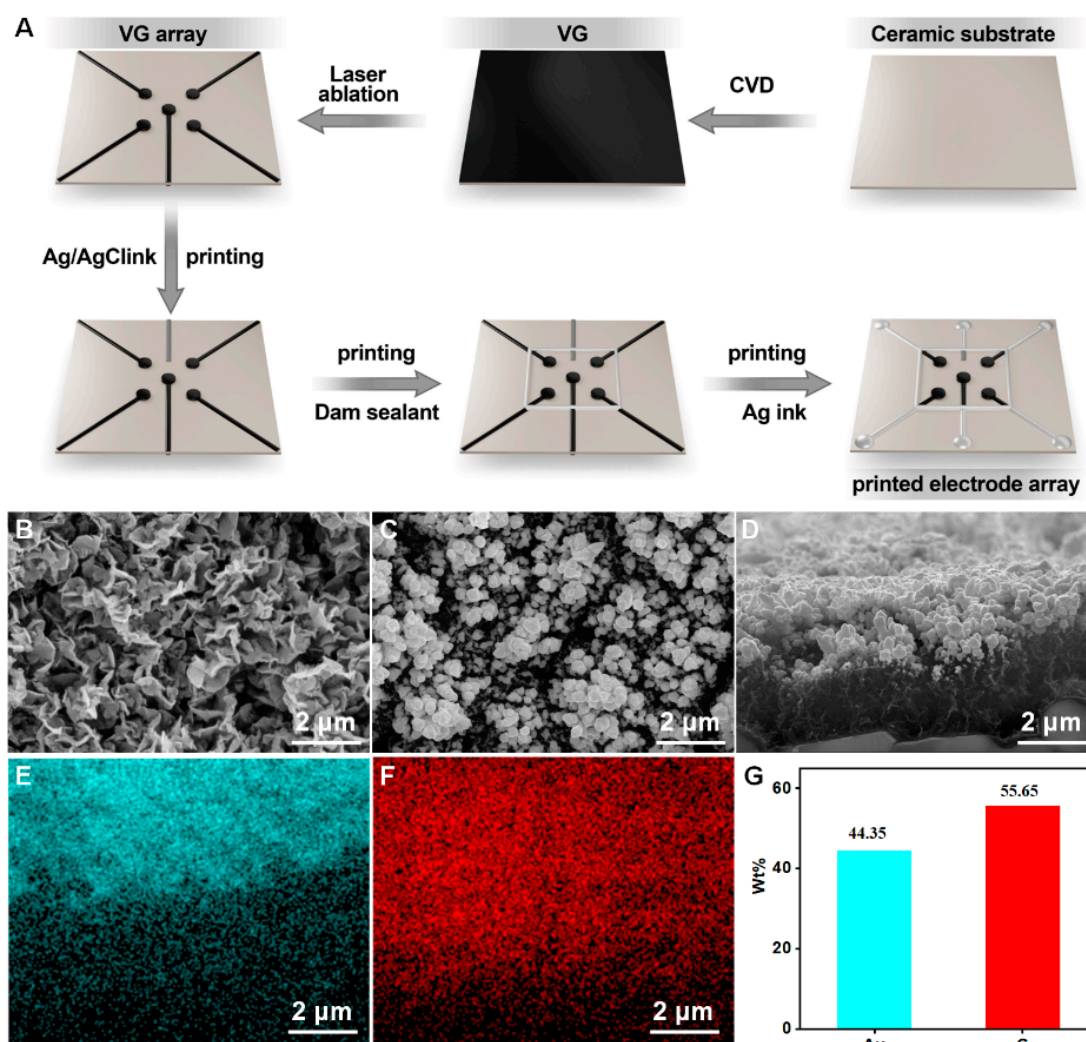 A
VG array
VG
Ceramic substrate
Laser
ablation
CVD
Ag/AgClink printing
printing
Dam sealant
printing
Ag ink
printed electrode array
B
2 μm
C
2 μm
D
2 μm
E
2 μm
F
2 μm
G
Wt%
60
40
20
0
44.35
55.65